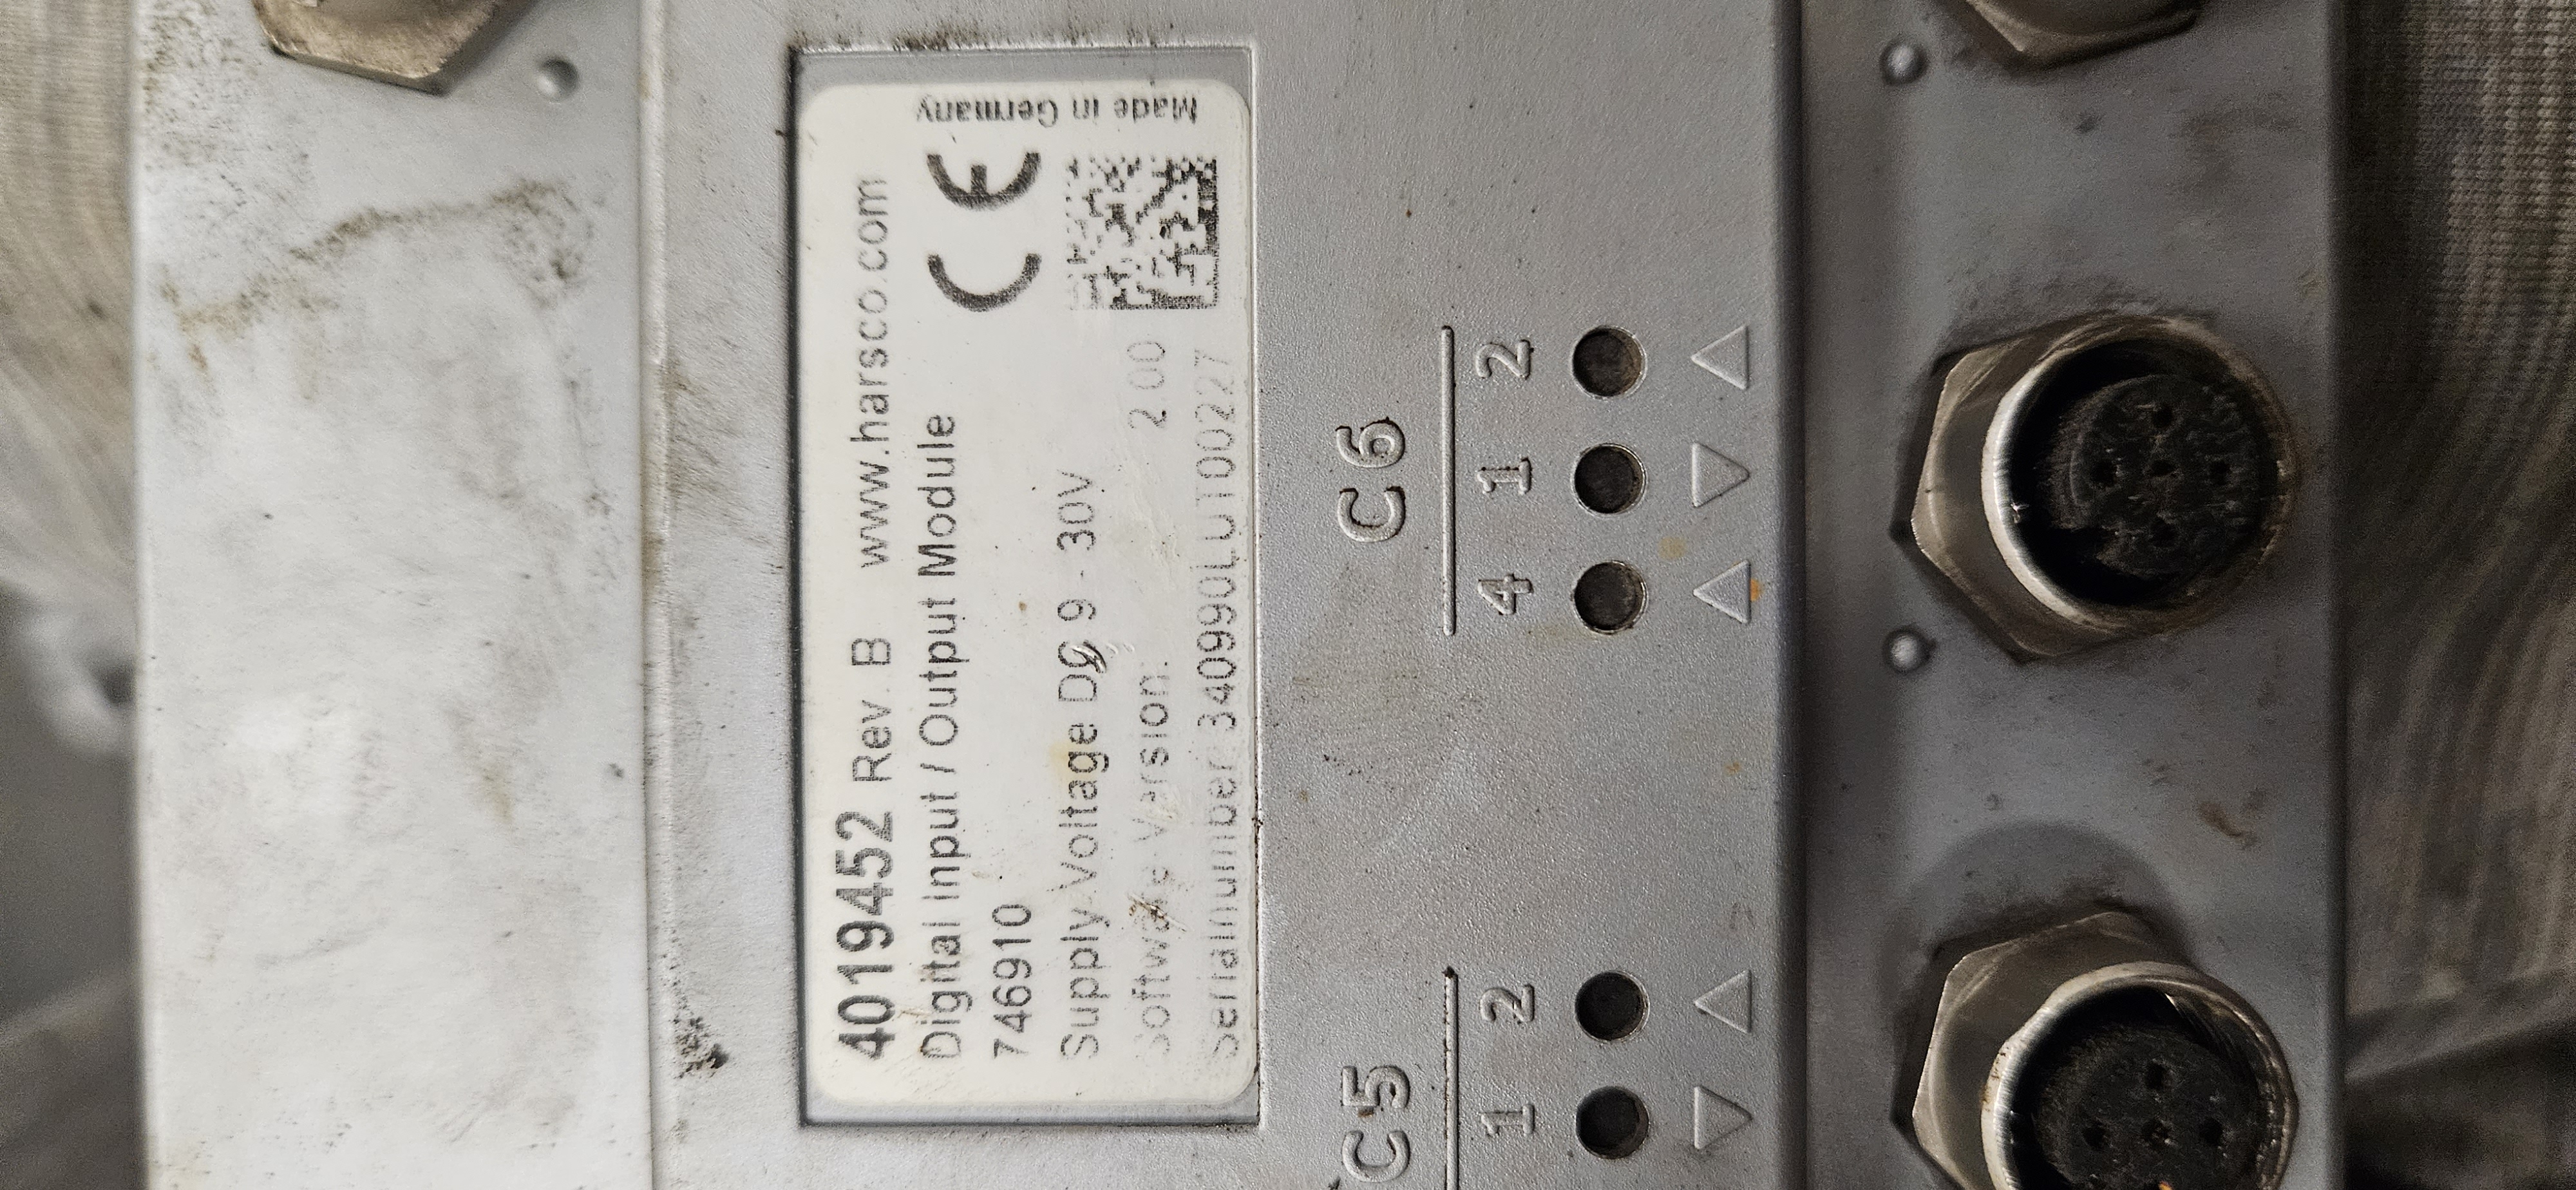 4019452 Rev. B www.harsco.com
Digital Input / Output Module
746910
Supply Voltage DC 9 - 30V
Software Version: 2.00
Serialnumber 340990LUT00227
CE
Made in Germany
C6
4 1 2
C5
1 2